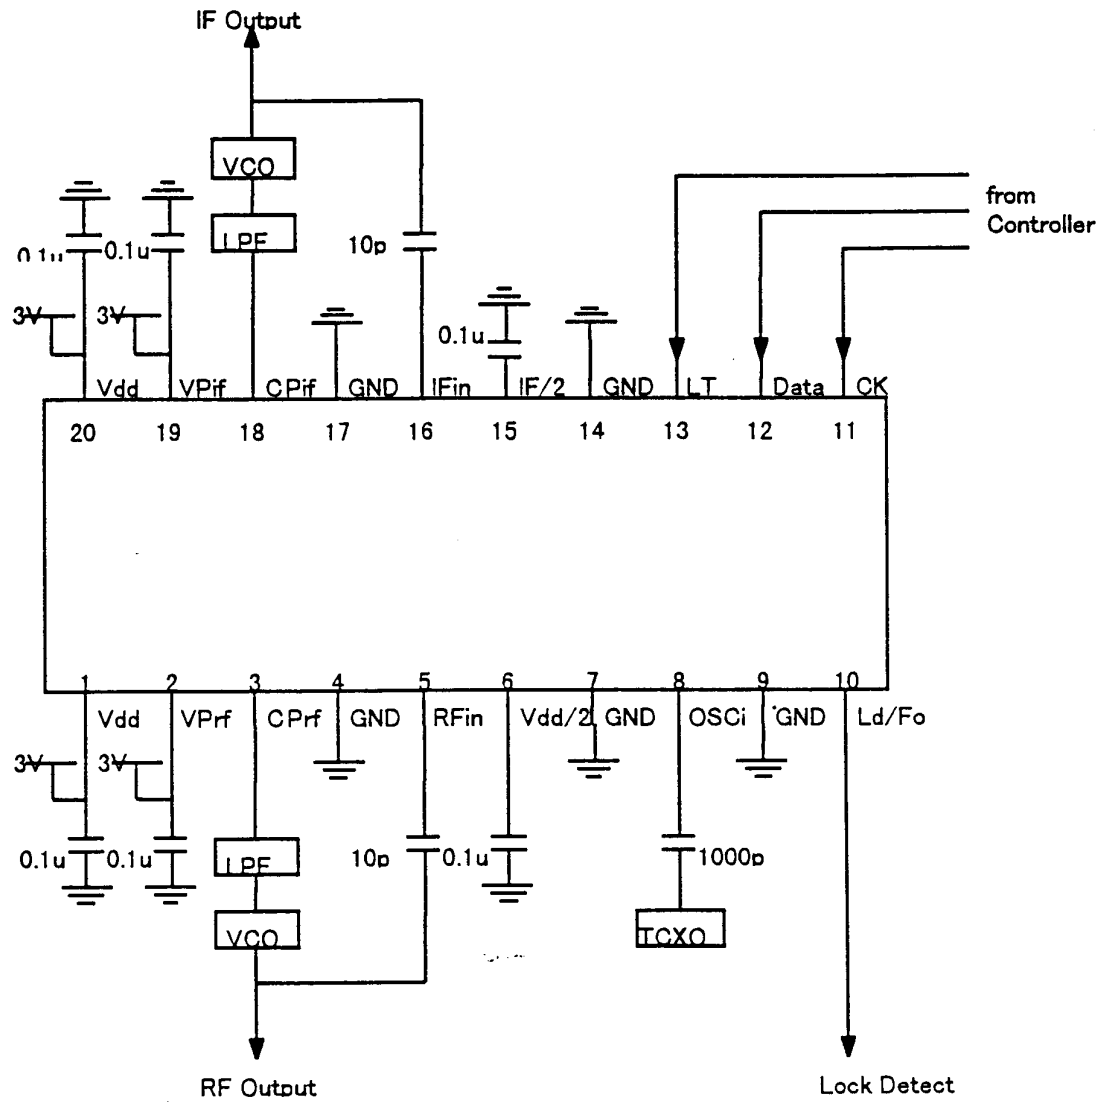 IF Output
VCO
LPF
0.1u
0.1u
10p
0.1u
3V
3V
from
Controller
Vdd
VPif
CPif
GND
IFin
IF/2
GND
LT
Data
CK
20
19
18
17
16
15
14
13
12
11
1
2
3
4
5
6
7
8
9
10
Vdd
VPrf
CPrf
GND
RFin
Vdd/2
GND
OSCi
GND
Ld/Fo
3V
3V
0.1u
0.1u
LPF
10p
0.1u
1000p
VCO
TCXO
RF Output
Lock Detect